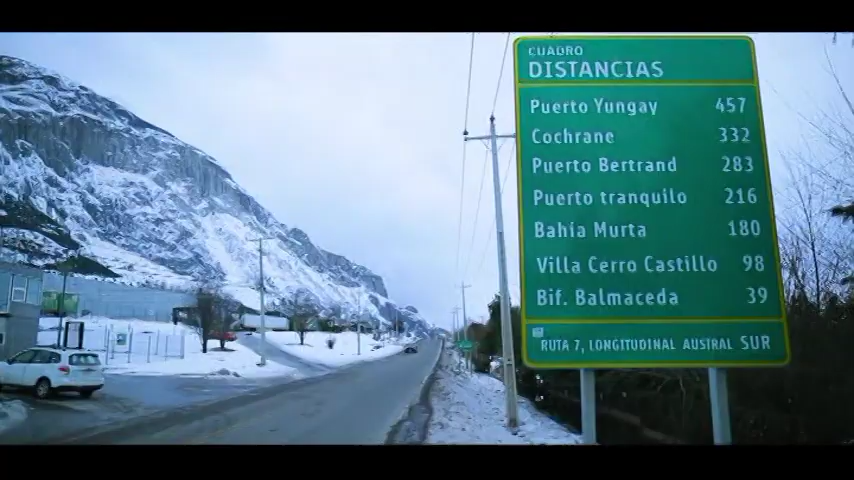 CUADRO
DISTANCIAS
Puerto Yungay 457
Cochrane 332
Puerto Bertrand 283
Puerto tranquilo 216
Bahia Murta 180
Villa Cerro Castillo 98
Bif. Balmaceda 39
RUTA 7, LONGITUDINAL AUSTRAL SUR